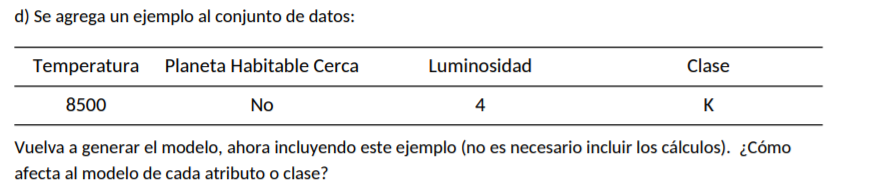 d) Se agrega un ejemplo al conjunto de datos:
Temperatura Planeta Habitable Cerca Luminosidad Clase
8500 No 4 K
Vuelva a generar el modelo, ahora incluyendo este ejemplo (no es necesario incluir los cálculos). ¿Cómo
afecta al modelo de cada atributo o clase?